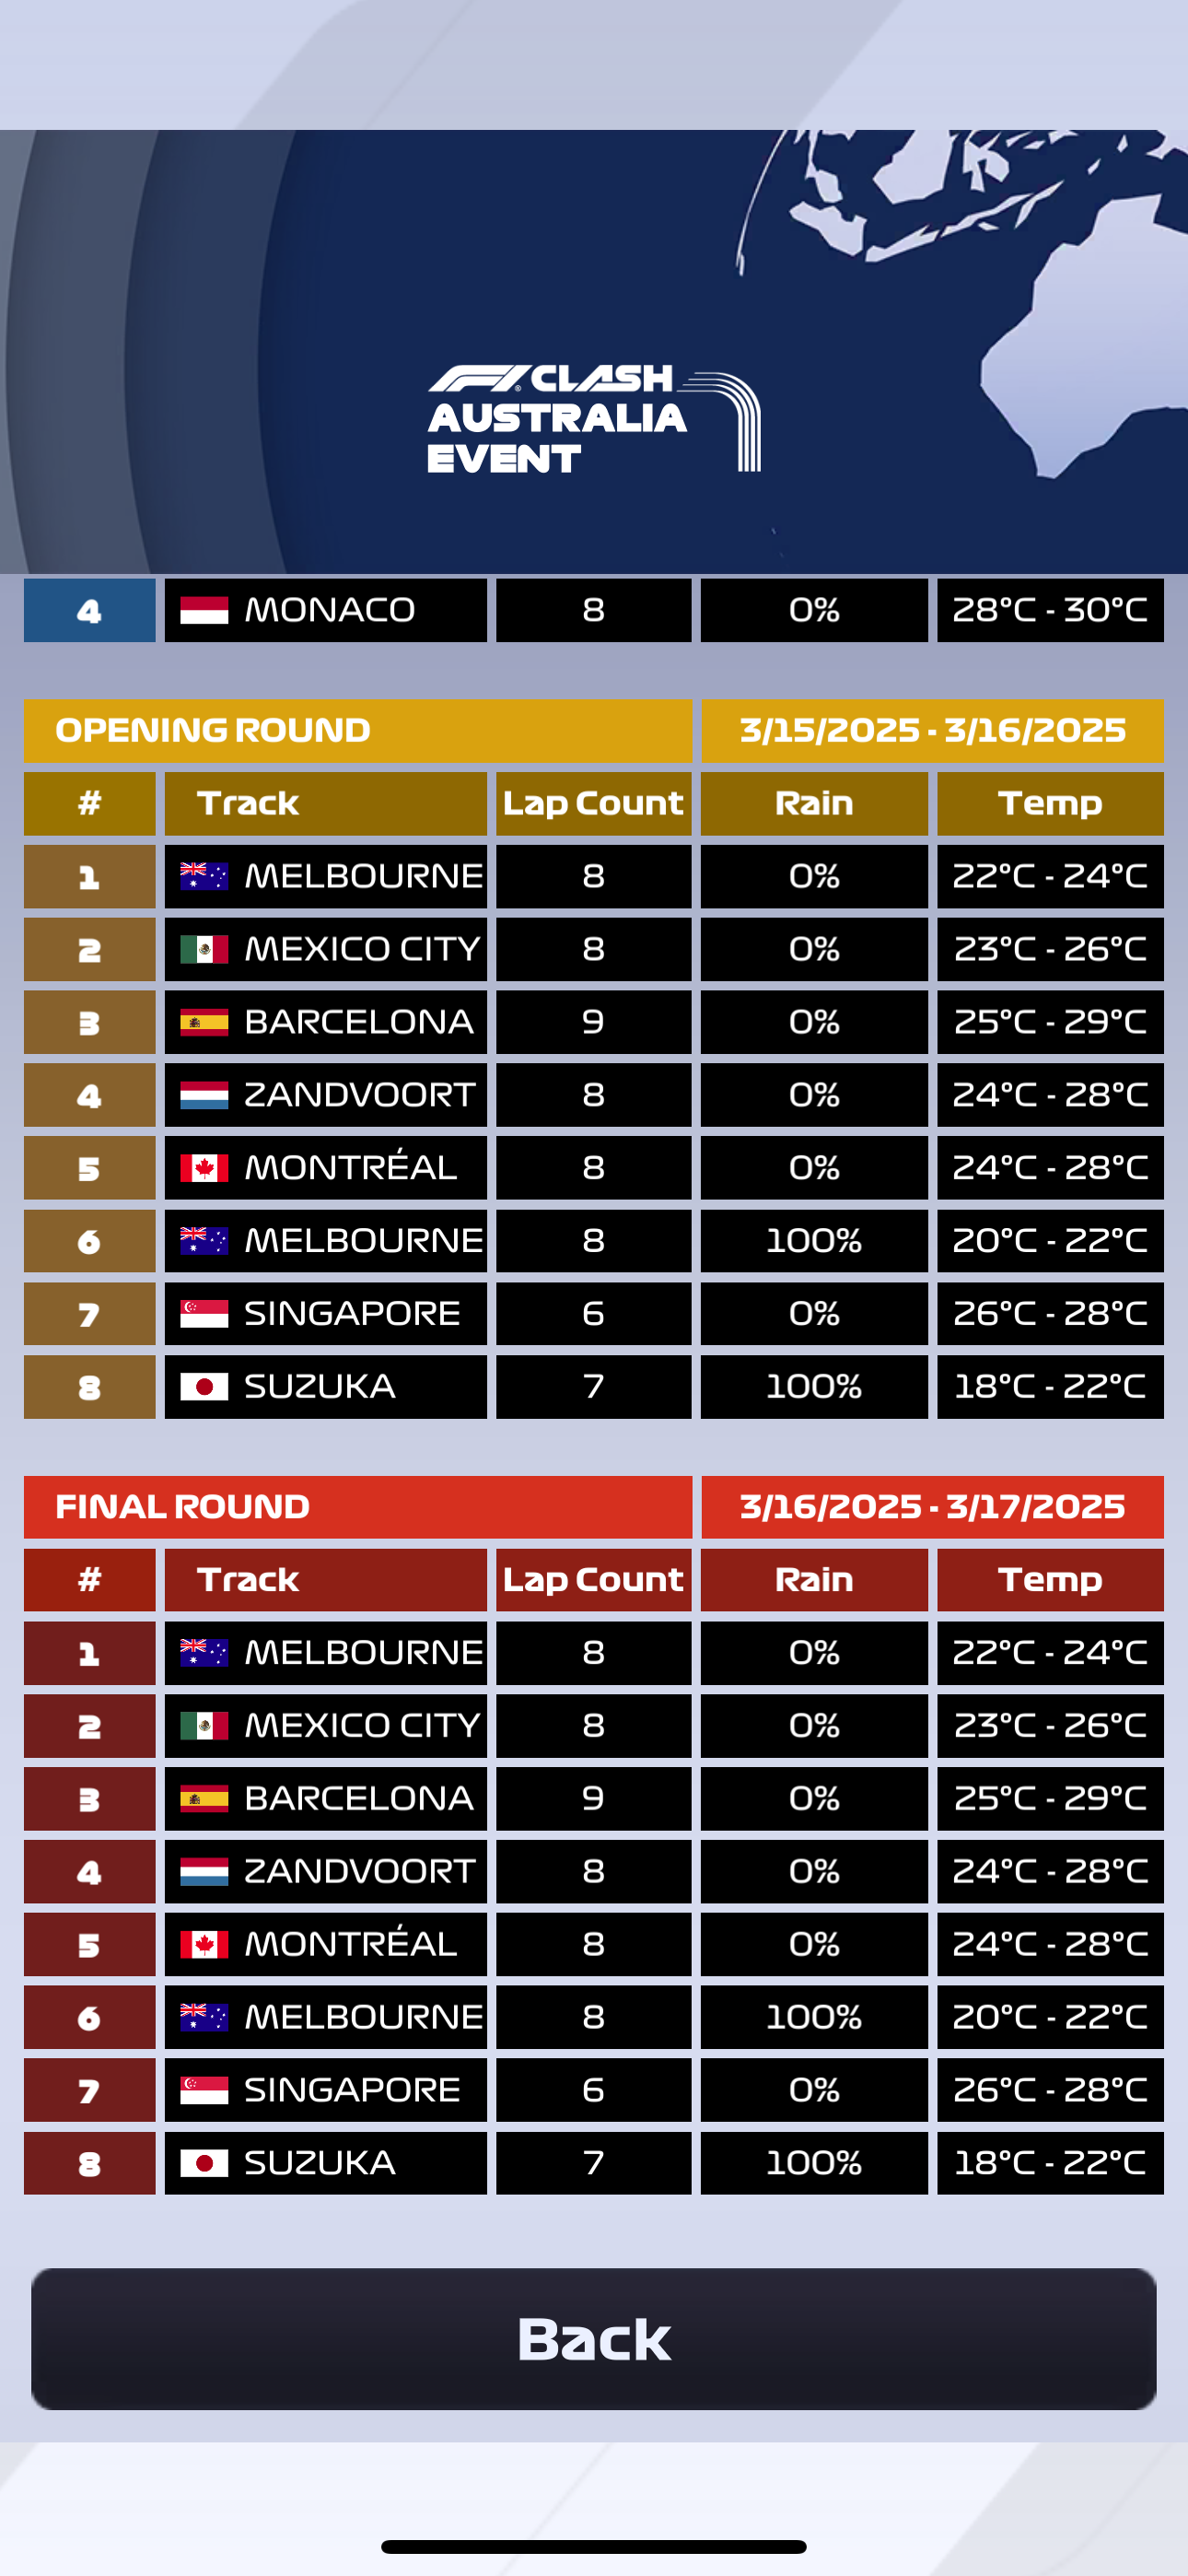 F1® CLASH
AUSTRALIA
EVENT
4 MONACO 8 0% 28°C - 30°C
OPENING ROUND 3/15/2025 - 3/16/2025
# Track Lap Count Rain Temp
1 MELBOURNE 8 0% 22°C - 24°C
2 MEXICO CITY 8 0% 23°C - 26°C
3 BARCELONA 9 0% 25°C - 29°C
4 ZANDVOORT 8 0% 24°C - 28°C
5 MONTRÉAL 8 0% 24°C - 28°C
6 MELBOURNE 8 100% 20°C - 22°C
7 SINGAPORE 6 0% 26°C - 28°C
8 SUZUKA 7 100% 18°C - 22°C
FINAL ROUND 3/16/2025 - 3/17/2025
# Track Lap Count Rain Temp
1 MELBOURNE 8 0% 22°C - 24°C
2 MEXICO CITY 8 0% 23°C - 26°C
3 BARCELONA 9 0% 25°C - 29°C
4 ZANDVOORT 8 0% 24°C - 28°C
5 MONTRÉAL 8 0% 24°C - 28°C
6 MELBOURNE 8 100% 20°C - 22°C
7 SINGAPORE 6 0% 26°C - 28°C
8 SUZUKA 7 100% 18°C - 22°C
Back